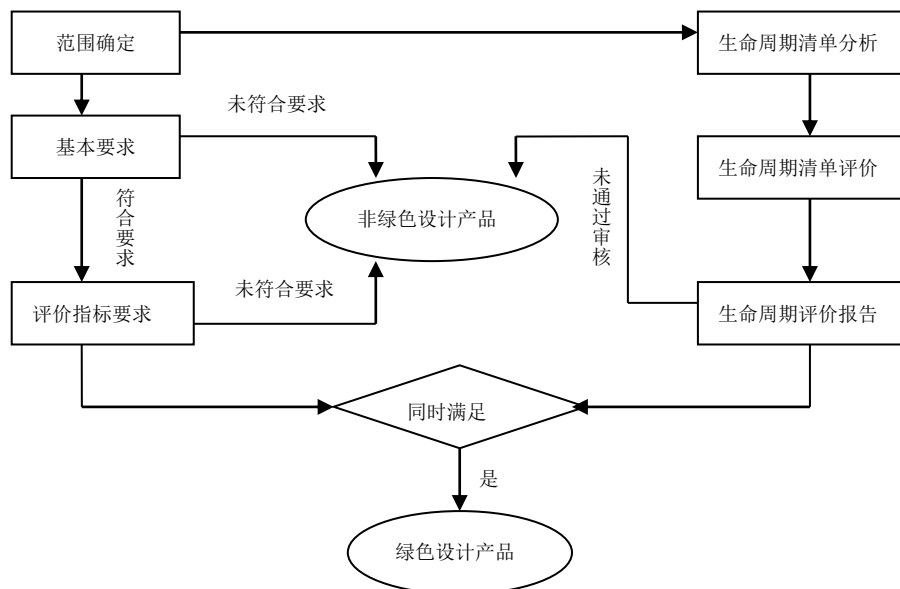 范围确定
生命周期清单分析
未符合要求
基本要求
生命周期清单评价
符合要求
未通过审核
非绿色设计产品
未符合要求
评价指标要求
生命周期评价报告
同时满足
是
绿色设计产品